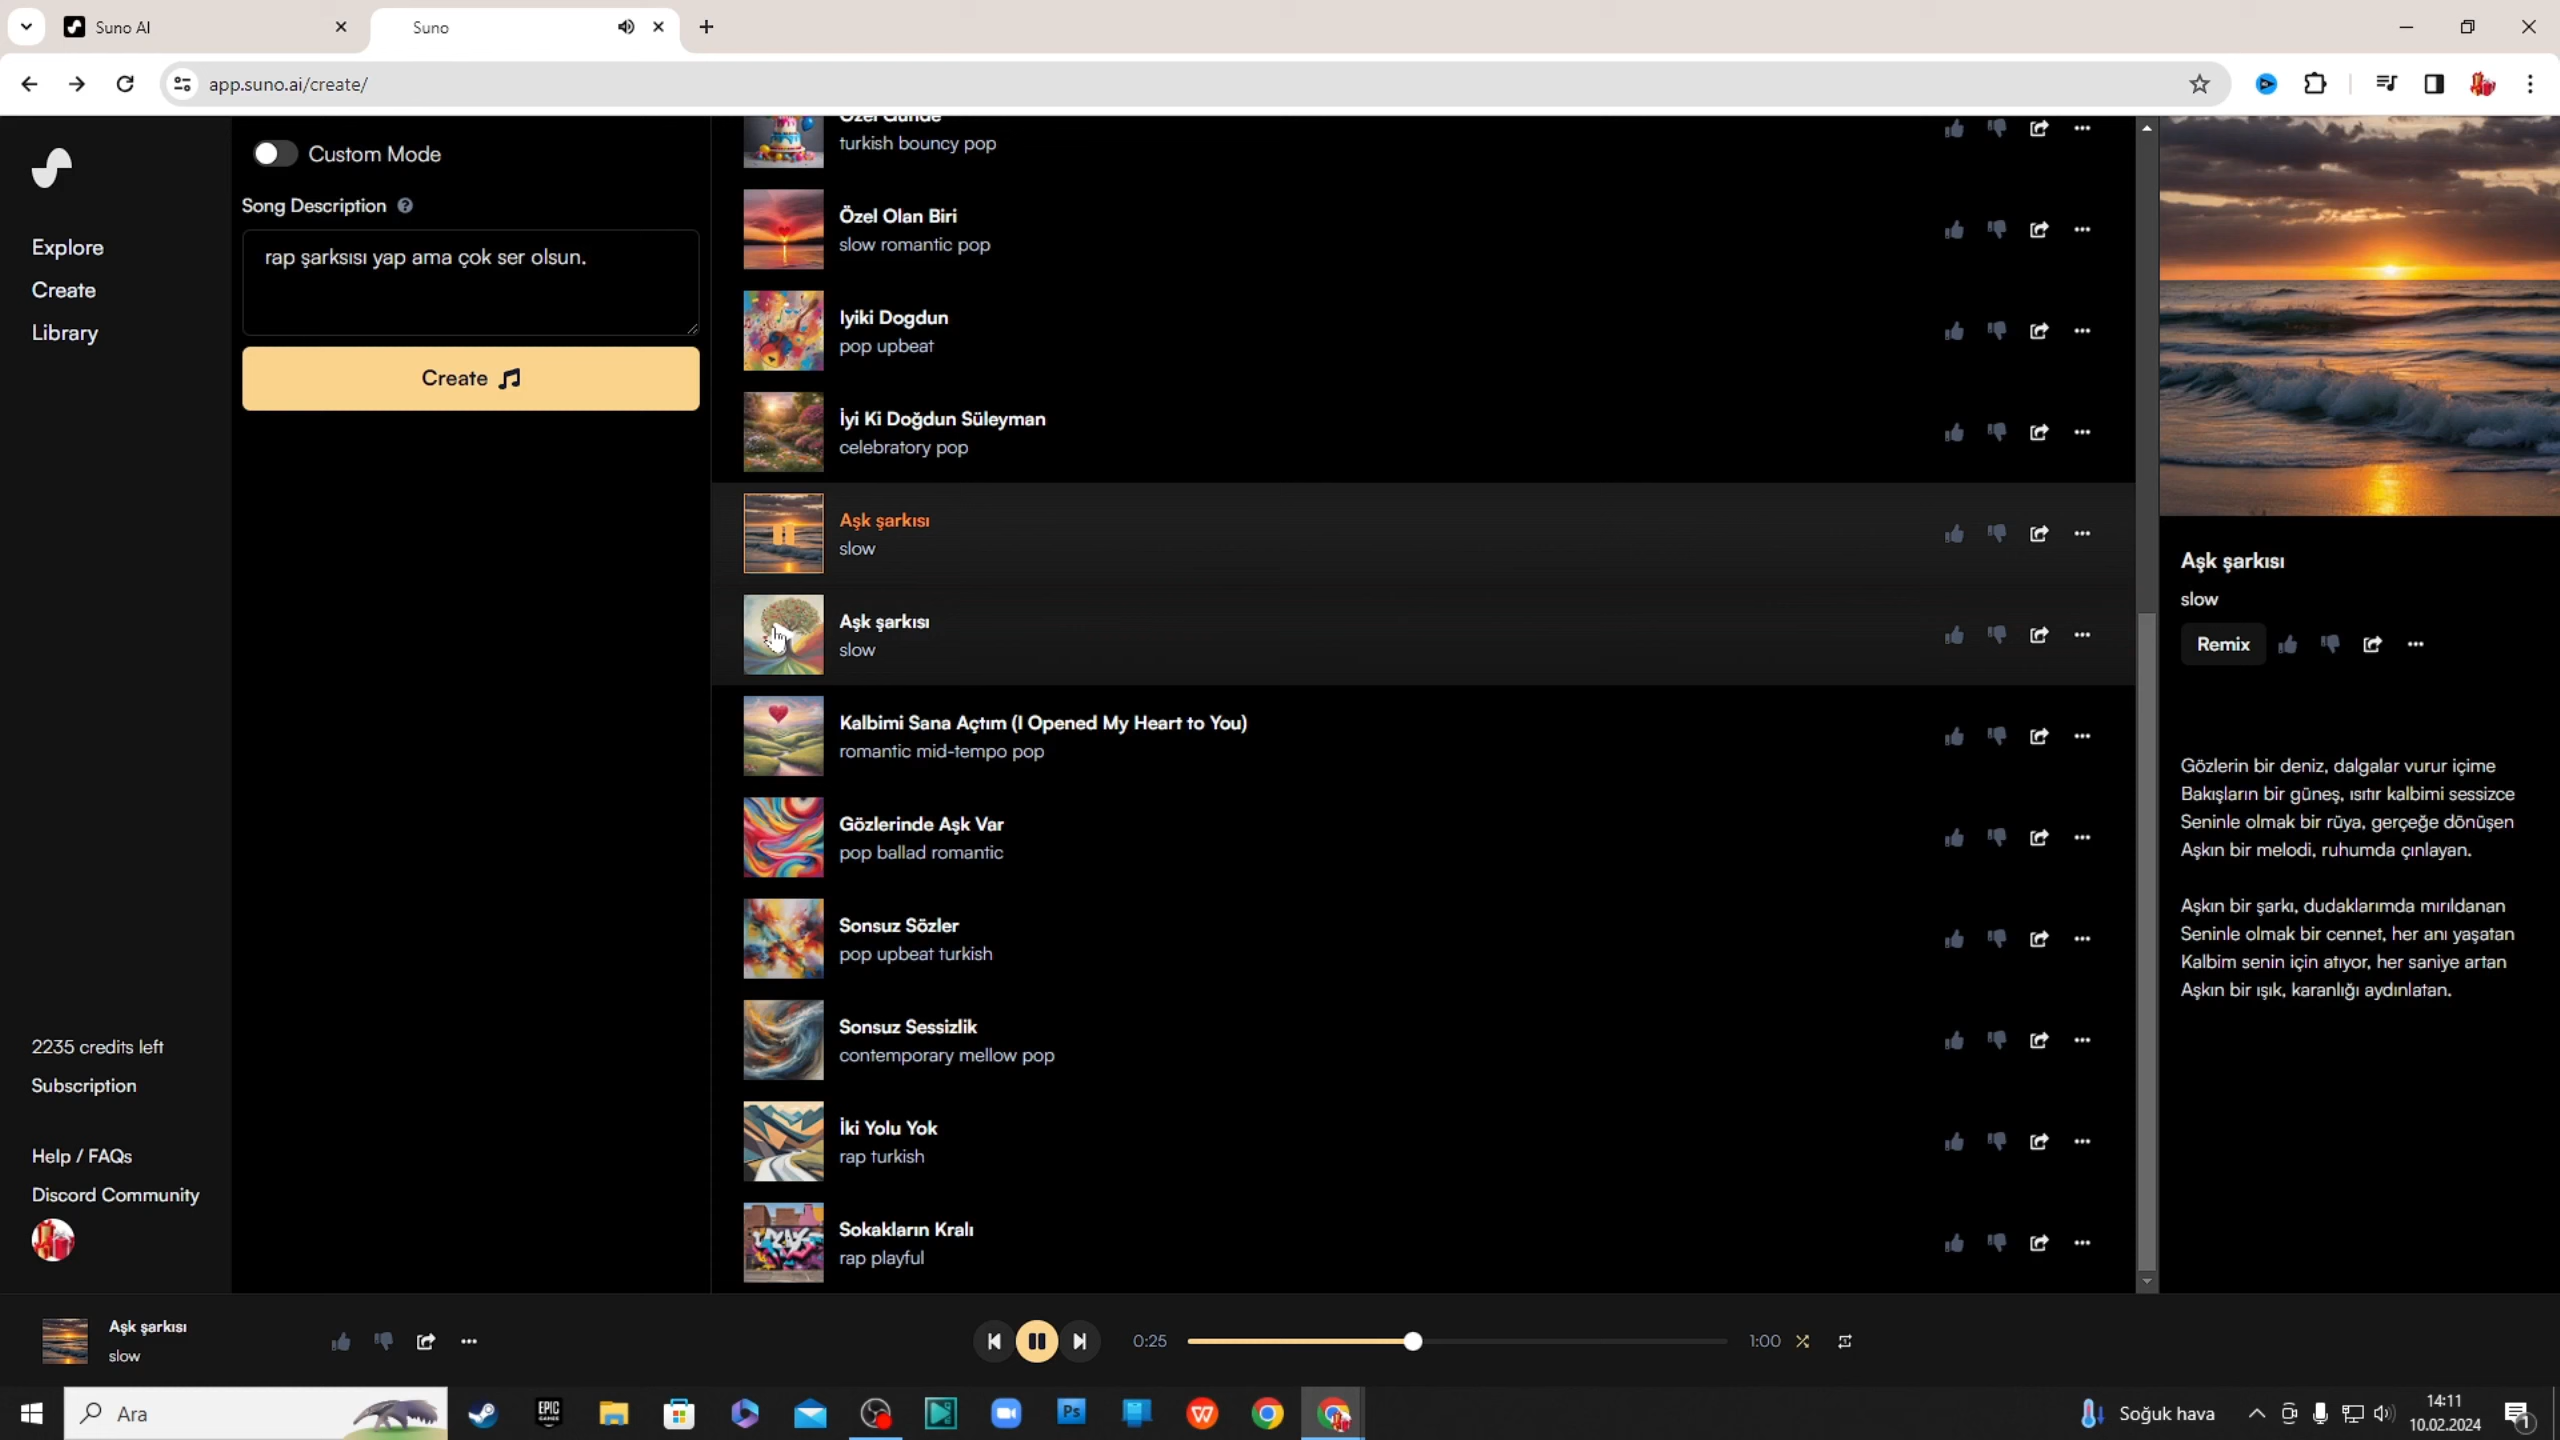 Suno AI
Suno
app.suno.ai/create/
Custom Mode
Song Description
rap şarksısı yap ama çok ser olsun.
Create
Explore
Create
Library
2235 credits left
Subscription
Help / FAQs
Discord Community
Özel Günde
turkish bouncy pop
Özel Olan Biri
slow romantic pop
Iyiki Dogdun
pop upbeat
İyi Ki Doğdun Süleyman
celebratory pop
Aşk şarkısı
slow
Aşk şarkısı
slow
Kalbimi Sana Açtım (I Opened My Heart to You)
romantic mid-tempo pop
Gözlerinde Aşk Var
pop ballad romantic
Sonsuz Sözler
pop upbeat turkish
Sonsuz Sessizlik
contemporary mellow pop
İki Yolu Yok
rap turkish
Sokakların Kralı
rap playful
Aşk şarkısı
slow
Remix
Gözlerin bir deniz, dalgalar vurur içime
Bakışların bir güneş, ısıtır kalbimi sessizce
Seninle olmak bir rüya, gerçeğe dönüşen
Aşkın bir melodi, ruhumda çınlayan.
Aşkın bir şarkı, dudaklarımda mırıldanan
Seninle olmak bir cennet, her anı yaşatan
Kalbim senin için atıyor, her saniye artan
Aşkın bir ışık, karanlığı aydınlatan.
Aşk şarkısı
slow
0:25
1:00
Ara
EPIC
GAMES
Ps
Soğuk hava
14:11
10.02.2024
1